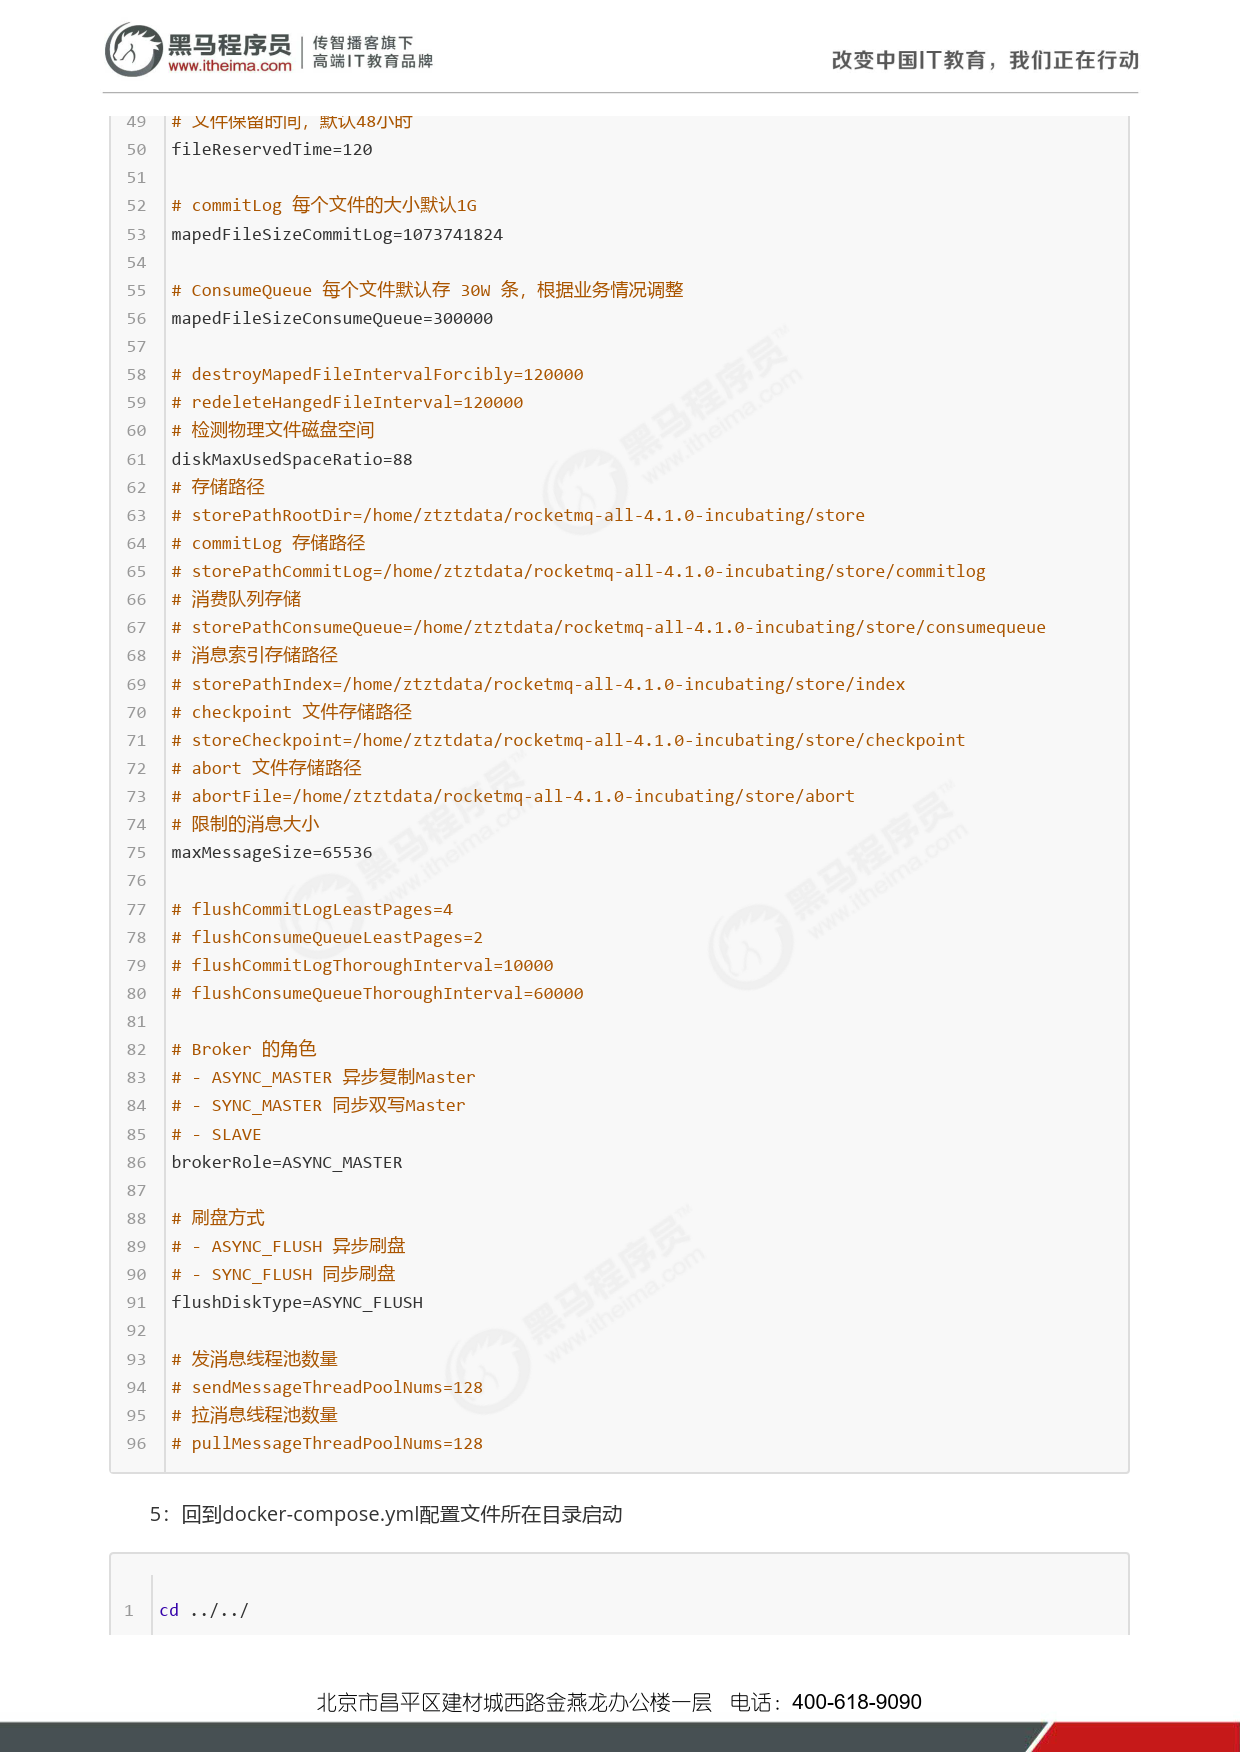 黑马程序员 传智播客旗下
www.itheima.com 高端IT教育品牌
改变中国IT教育，我们正在行动
49 # 文件保留时间，默认48小时
50 fileReservedTime=120
51
52 # commitLog 每个文件的大小默认1G
53 mapedFileSizeCommitLog=1073741824
54
55 # ConsumeQueue 每个文件默认存 30W 条，根据业务情况调整
56 mapedFileSizeConsumeQueue=300000
57
58 # destroyMapedFileIntervalForcibly=120000
59 # redeleteHangedFileInterval=120000
60 # 检测物理文件磁盘空间
61 diskMaxUsedSpaceRatio=88
62 # 存储路径
63 # storePathRootDir=/home/ztztdata/rocketmq-all-4.1.0-incubating/store
64 # commitLog 存储路径
65 # storePathCommitLog=/home/ztztdata/rocketmq-all-4.1.0-incubating/store/commitlog
66 # 消费队列存储
67 # storePathConsumeQueue=/home/ztztdata/rocketmq-all-4.1.0-incubating/store/consumequeue
68 # 消息索引存储路径
69 # storePathIndex=/home/ztztdata/rocketmq-all-4.1.0-incubating/store/index
70 # checkpoint 文件存储路径
71 # storeCheckpoint=/home/ztztdata/rocketmq-all-4.1.0-incubating/store/checkpoint
72 # abort 文件存储路径
73 # abortFile=/home/ztztdata/rocketmq-all-4.1.0-incubating/store/abort
74 # 限制的消息大小
75 maxMessageSize=65536
76
77 # flushCommitLogLeastPages=4
78 # flushConsumeQueueLeastPages=2
79 # flushCommitLogThoroughInterval=10000
80 # flushConsumeQueueThoroughInterval=60000
81
82 # Broker 的角色
83 # - ASYNC_MASTER 异步复制Master
84 # - SYNC_MASTER 同步双写Master
85 # - SLAVE
86 brokerRole=ASYNC_MASTER
87
88 # 刷盘方式
89 # - ASYNC_FLUSH 异步刷盘
90 # - SYNC_FLUSH 同步刷盘
91 flushDiskType=ASYNC_FLUSH
92
93 # 发消息线程池数量
94 # sendMessageThreadPoolNums=128
95 # 拉消息线程池数量
96 # pullMessageThreadPoolNums=128
5：回到docker-compose.yml配置文件所在目录启动
1 cd ../../
北京市昌平区建材城西路金燕龙办公楼一层 电话：400-618-9090